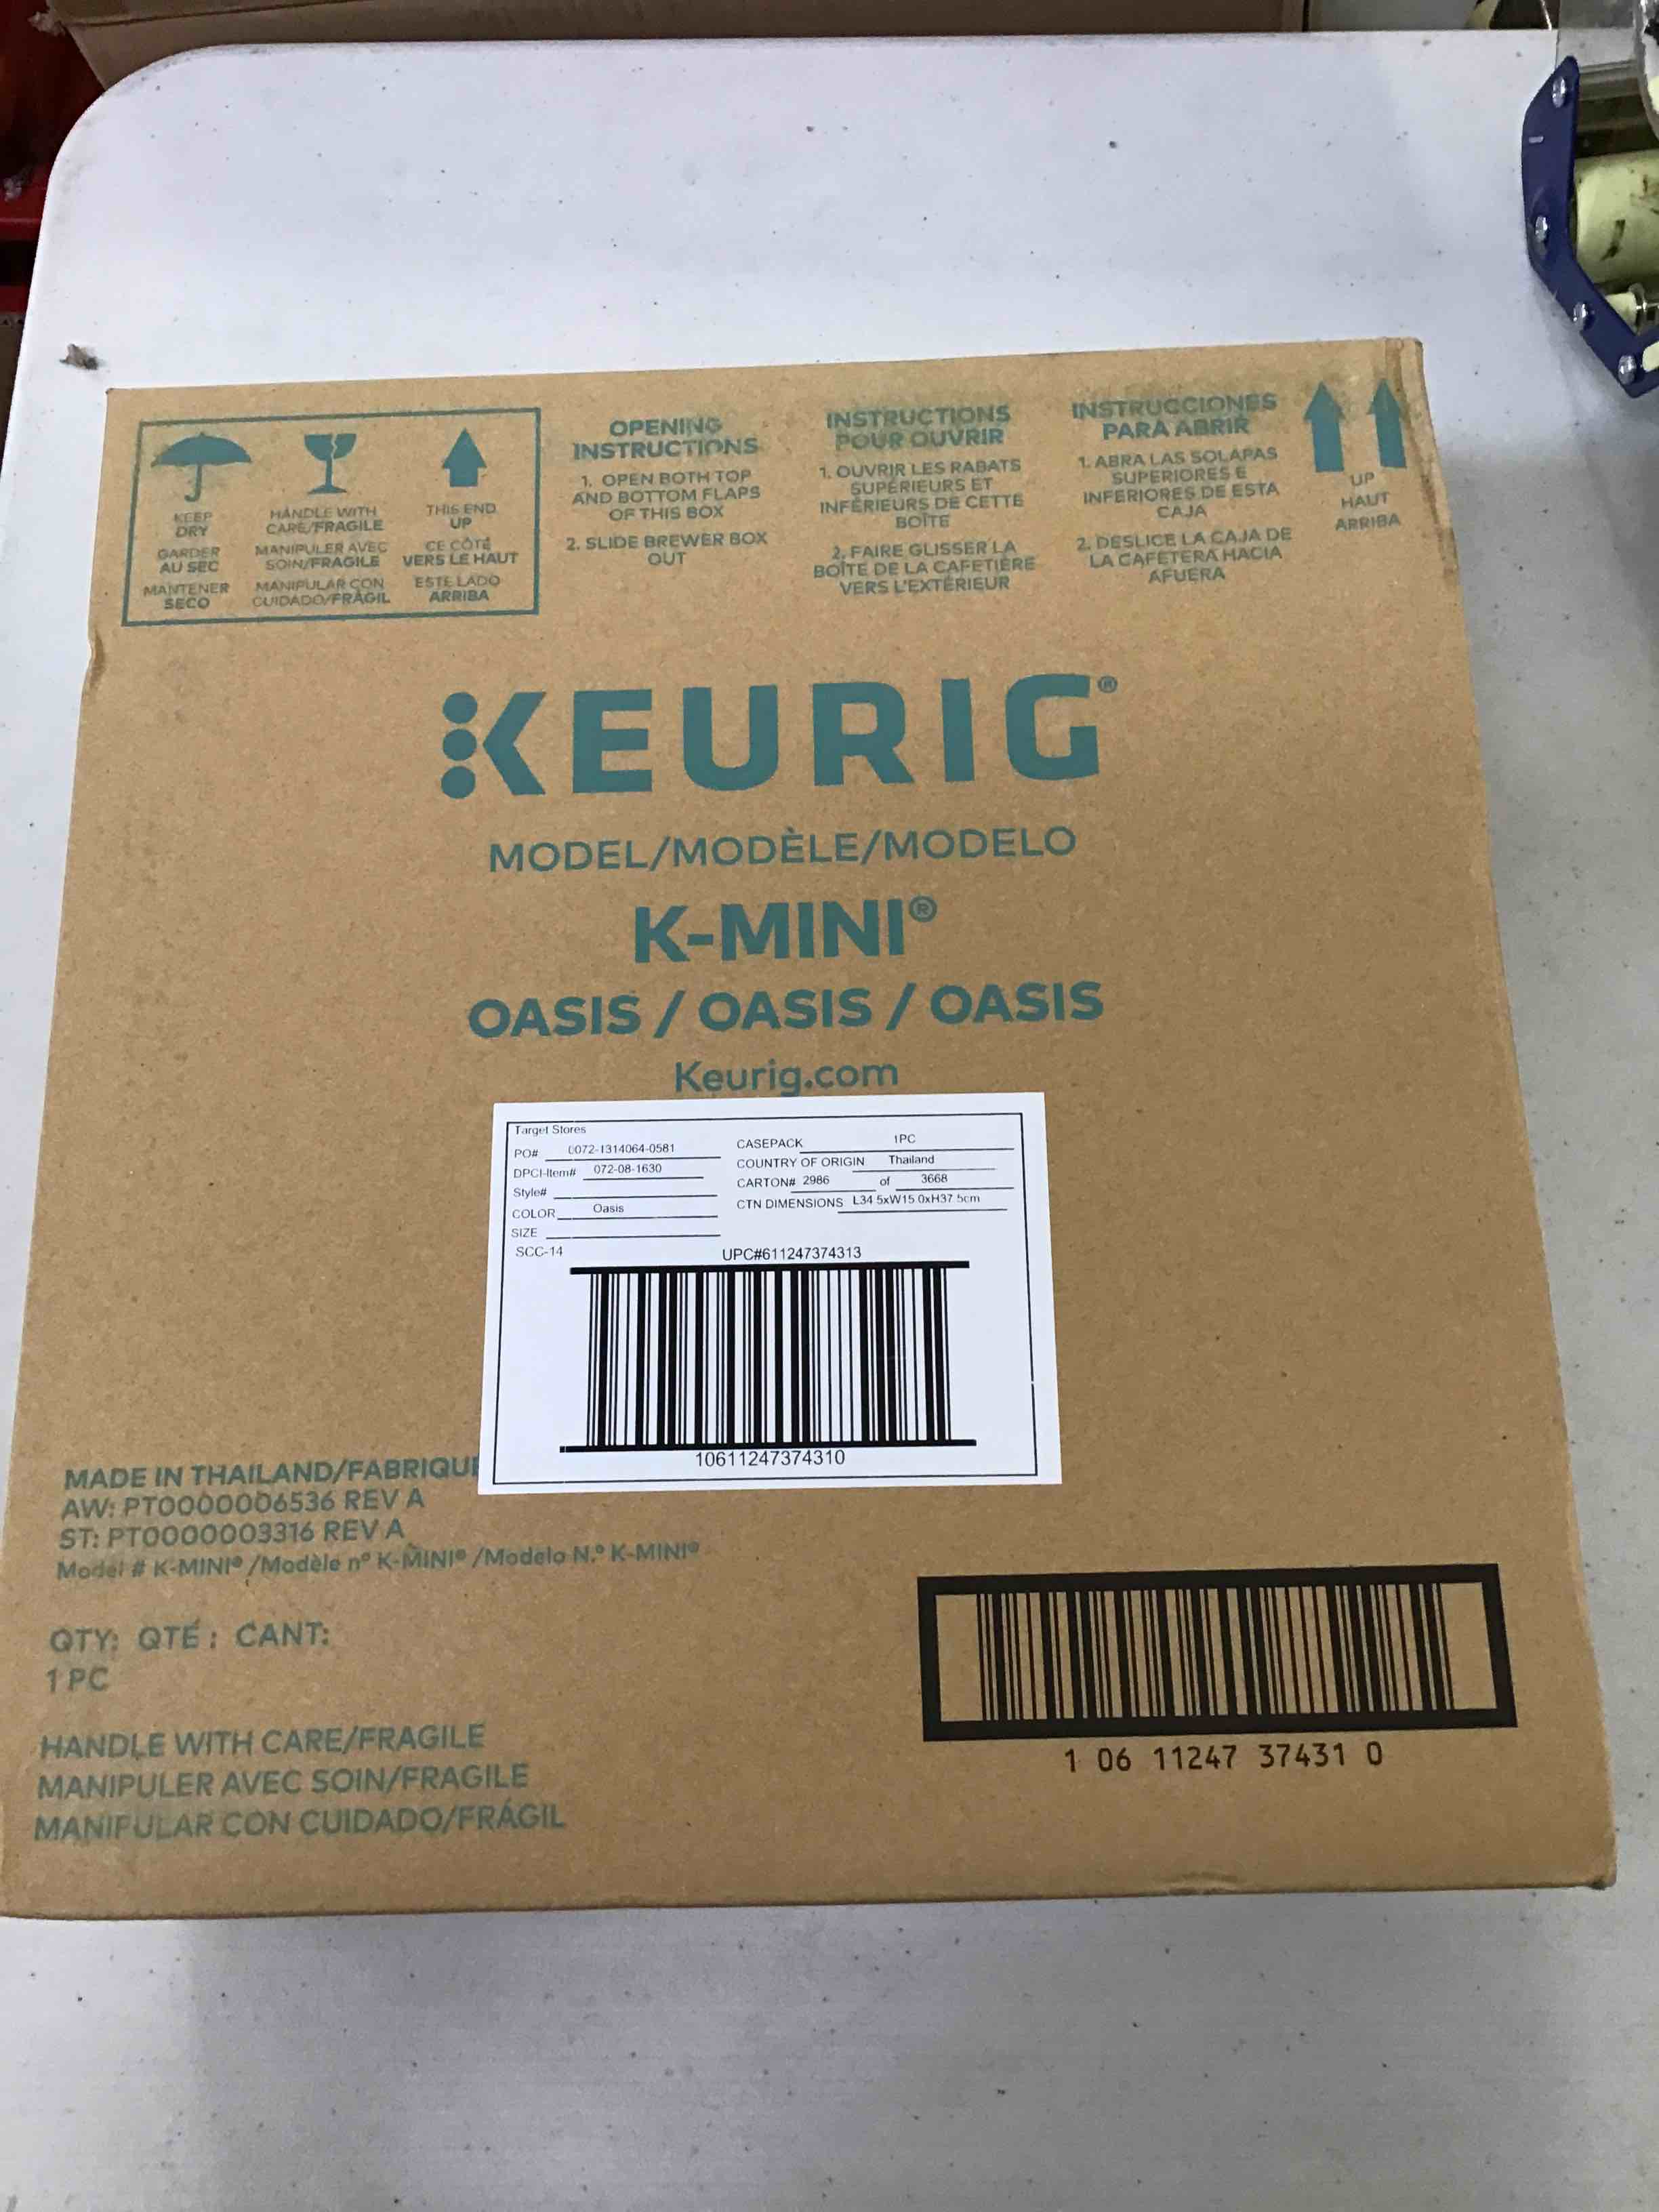 KEEP
DRY
GARDER
AU SEC
MANTENER
SECO
HANDLE WITH
CARE/FRAGILE
MANIPULER AVEC
SOIN/FRAGILE
MANIPULAR CON
CUIDADO/FRÁGIL
THIS END
UP
CE CÔTÉ
VERS LE HAUT
ESTE LADO
ARRIBA
OPENING
INSTRUCTIONS
1. OPEN BOTH TOP
AND BOTTOM FLAPS
OF THIS BOX
2. SLIDE BREWER BOX
OUT
INSTRUCTIONS
POUR OUVRIR
1. OUVRIR LES RABATS
SUPÉRIEURS ET
INFÉRIEURS DE CETTE
BOÎTE
2. FAIRE GLISSER LA
BOÎTE DE LA CAFETIÈRE
VERS L'EXTÉRIEUR
INSTRUCCIONES
PARA ABRIR
1. ABRA LAS SOLAPAS
SUPERIORES E
INFERIORES DE ESTA
CAJA
2. DESLICE LA CAJA DE
LA CAFETERA HACIA
AFUERA
UP
HAUT
ARRIBA
KEURIG®
MODEL/MODÈLE/MODELO
K-MINI®
OASIS / OASIS / OASIS
Keurig.com
Target Stores
PO# 0072-1314064-0581
DPCI-Item# 072-08-1630
Style#
COLOR Oasis
SIZE
SCC-14
CASEPACK 1PC
COUNTRY OF ORIGIN Thailand
CARTON# 2986 of 3668
CTN DIMENSIONS L34.5xW15.0xH37.5cm
UPC#611247374313
10611247374310
MADE IN THAILAND/FABRIQU
AW: PT0000006536 REV A
ST: PT0000003316 REV A
Model # K-MINI® /Modèle nº K-MINI® /Modelo N.º K-MINI®
QTY: QTÉ : CANT:
1 PC
HANDLE WITH CARE/FRAGILE
MANIPULER AVEC SOIN/FRAGILE
MANIPULAR CON CUIDADO/FRÁGIL
1 06 11247 37431 0